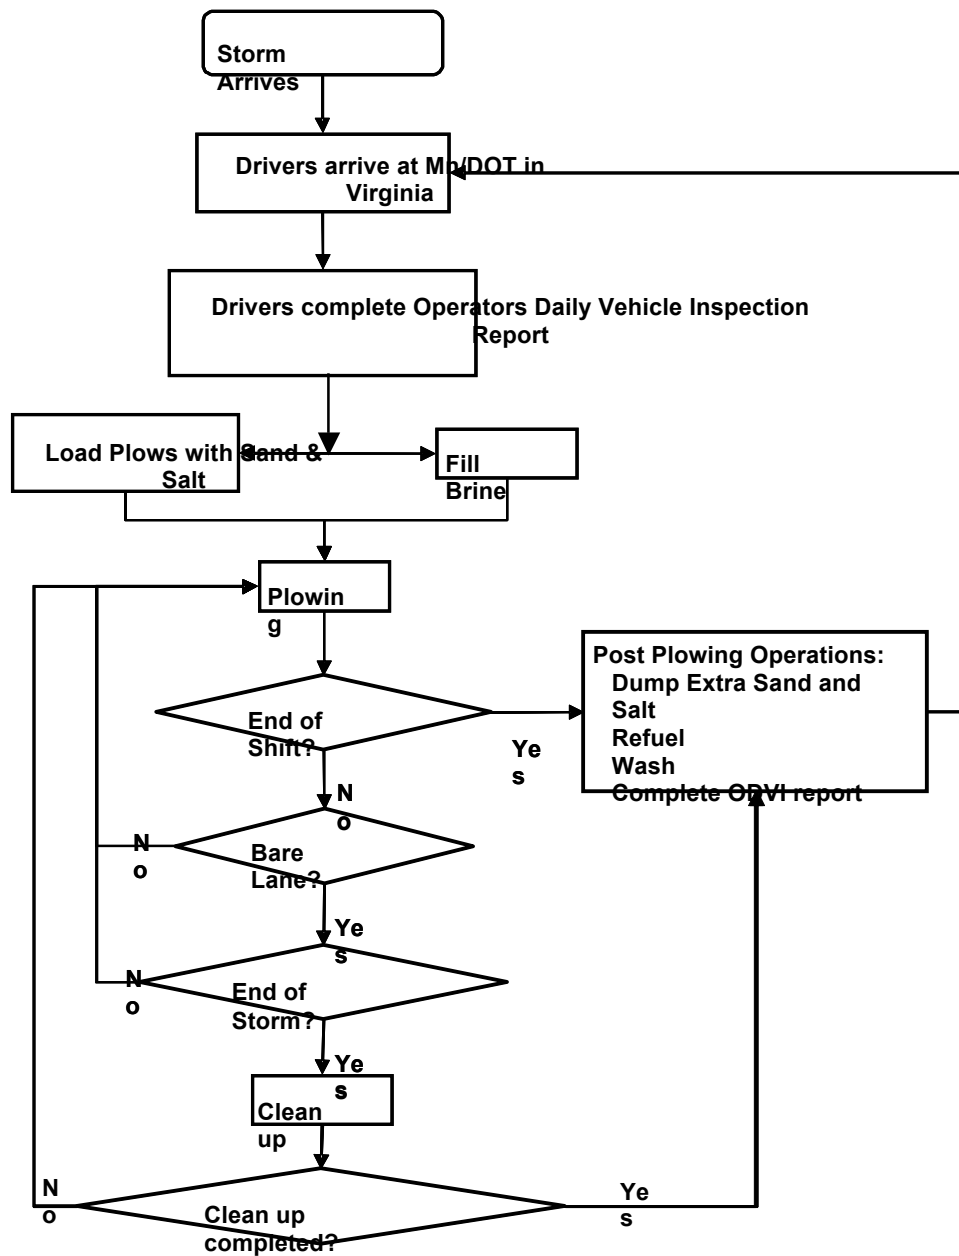 Storm
Arrives
Drivers arrive at Mn/DOT in
Virginia
Drivers complete Operators Daily Vehicle Inspection
Report
Load Plows with Sand &
Salt
Fill
Brine
Plowin
g
End of
Shift?
Ye
s
Post Plowing Operations:
Dump Extra Sand and
Salt
Refuel
Wash
Complete ODVI report
N
o
Bare
Lane?
N
o
Ye
s
End of
Storm?
N
o
Ye
s
Clean
up
Clean up
completed?
N
o
Ye
s